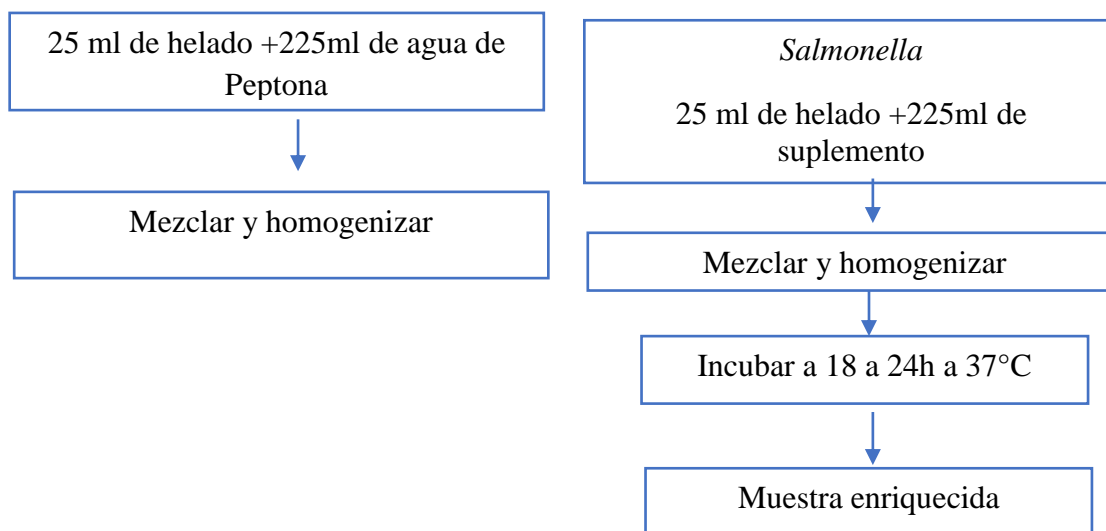 25 ml de helado +225ml de agua de
Peptona
Mezclar y homogenizar
Salmonella
25 ml de helado +225ml de
suplemento
Mezclar y homogenizar
Incubar a 18 a 24h a 37°C
Muestra enriquecida